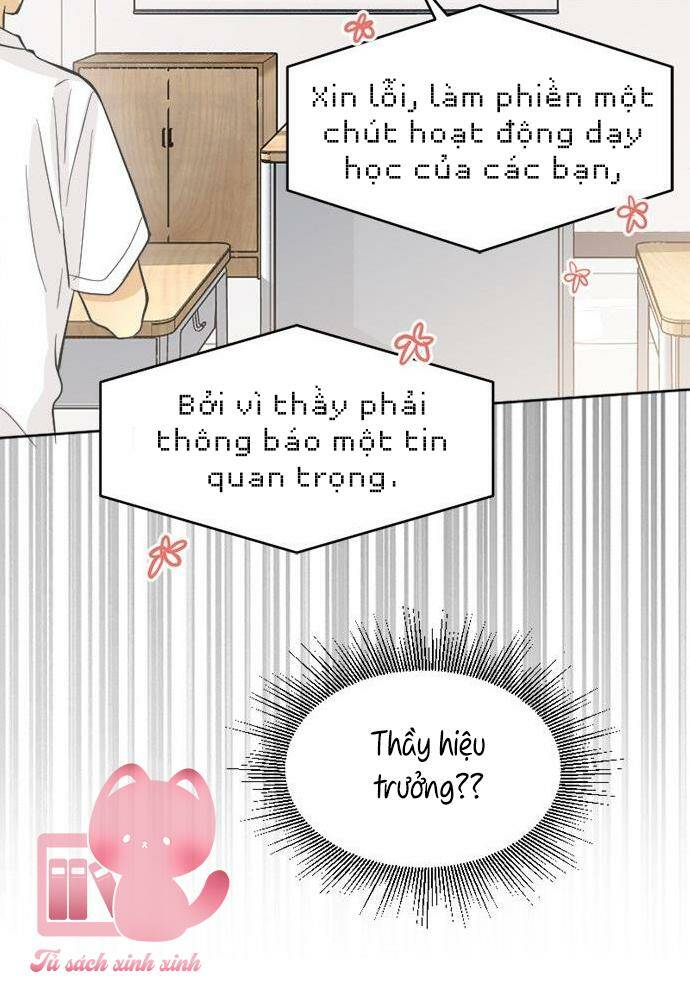 Xin lỗi, làm phiền một
chút hoạt động dạy
học của các bạn,
Bởi vì thầy phải
thông báo một tin
quan trọng.
Thầy hiệu
trưởng??
Tủ sách xinh xinh